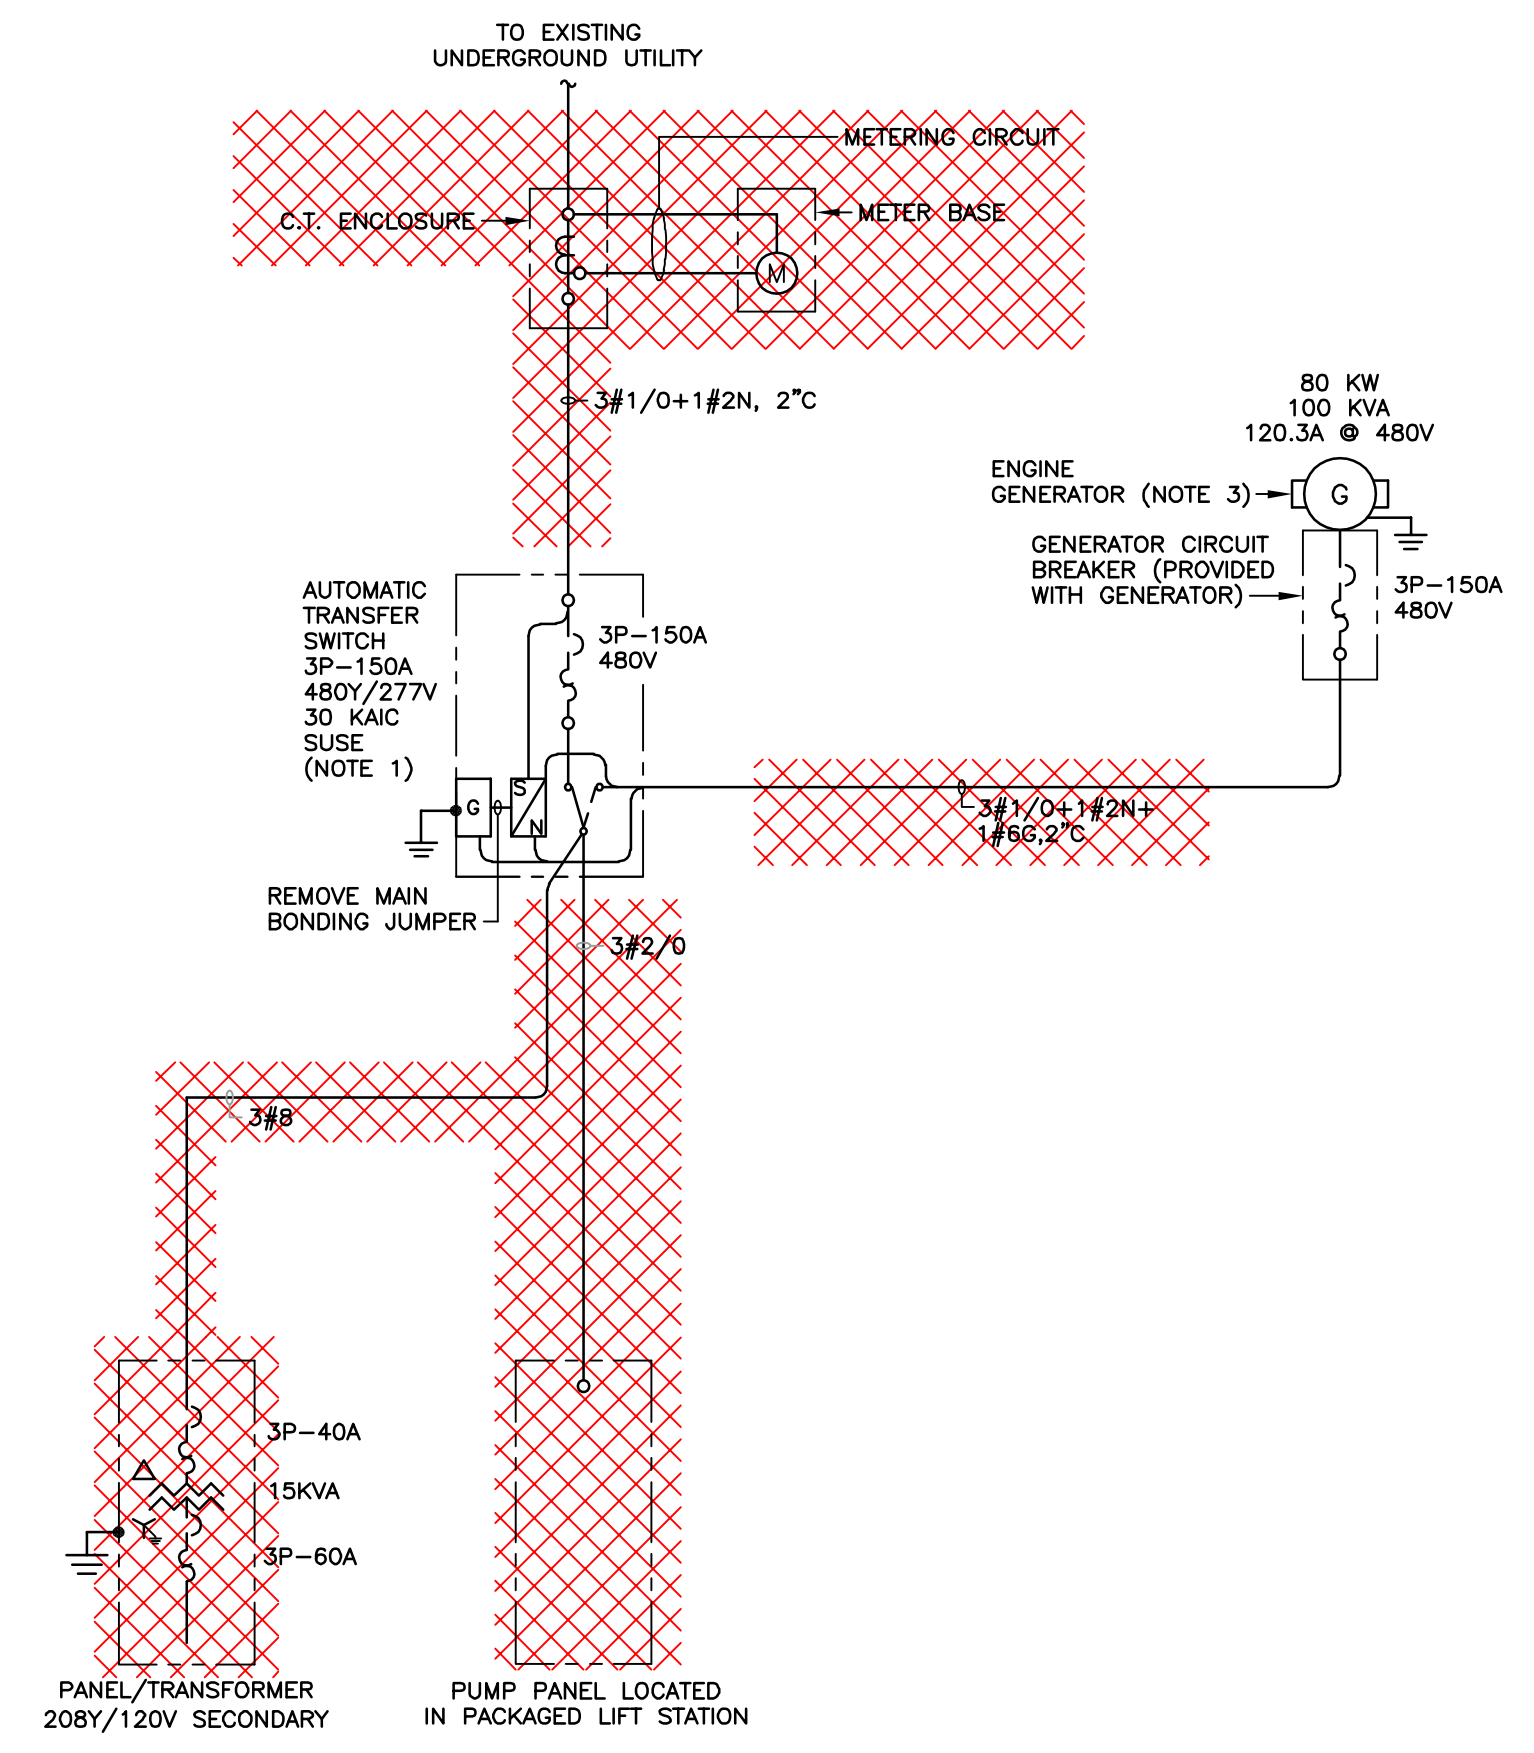 TO EXISTING
UNDERGROUND UTILITY
METERING CIRCUIT
C.T. ENCLOSURE
METER BASE
M
3#1/0+1#2N, 2"C
80 KW
100 KVA
120.3A @ 480V
ENGINE
GENERATOR (NOTE 3)
G
GENERATOR CIRCUIT
BREAKER (PROVIDED
WITH GENERATOR)
3P-150A
480V
AUTOMATIC
TRANSFER
SWITCH
3P-150A
480Y/277V
30 KAIC
SUSE
(NOTE 1)
3P-150A
480V
G
S
N
3#1/0+1#2N+
1#6G,2"C
REMOVE MAIN
BONDING JUMPER
3#2/0
3#8
3P-40A
15KVA
3P-60A
PANEL/TRANSFORMER
208Y/120V SECONDARY
PUMP PANEL LOCATED
IN PACKAGED LIFT STATION